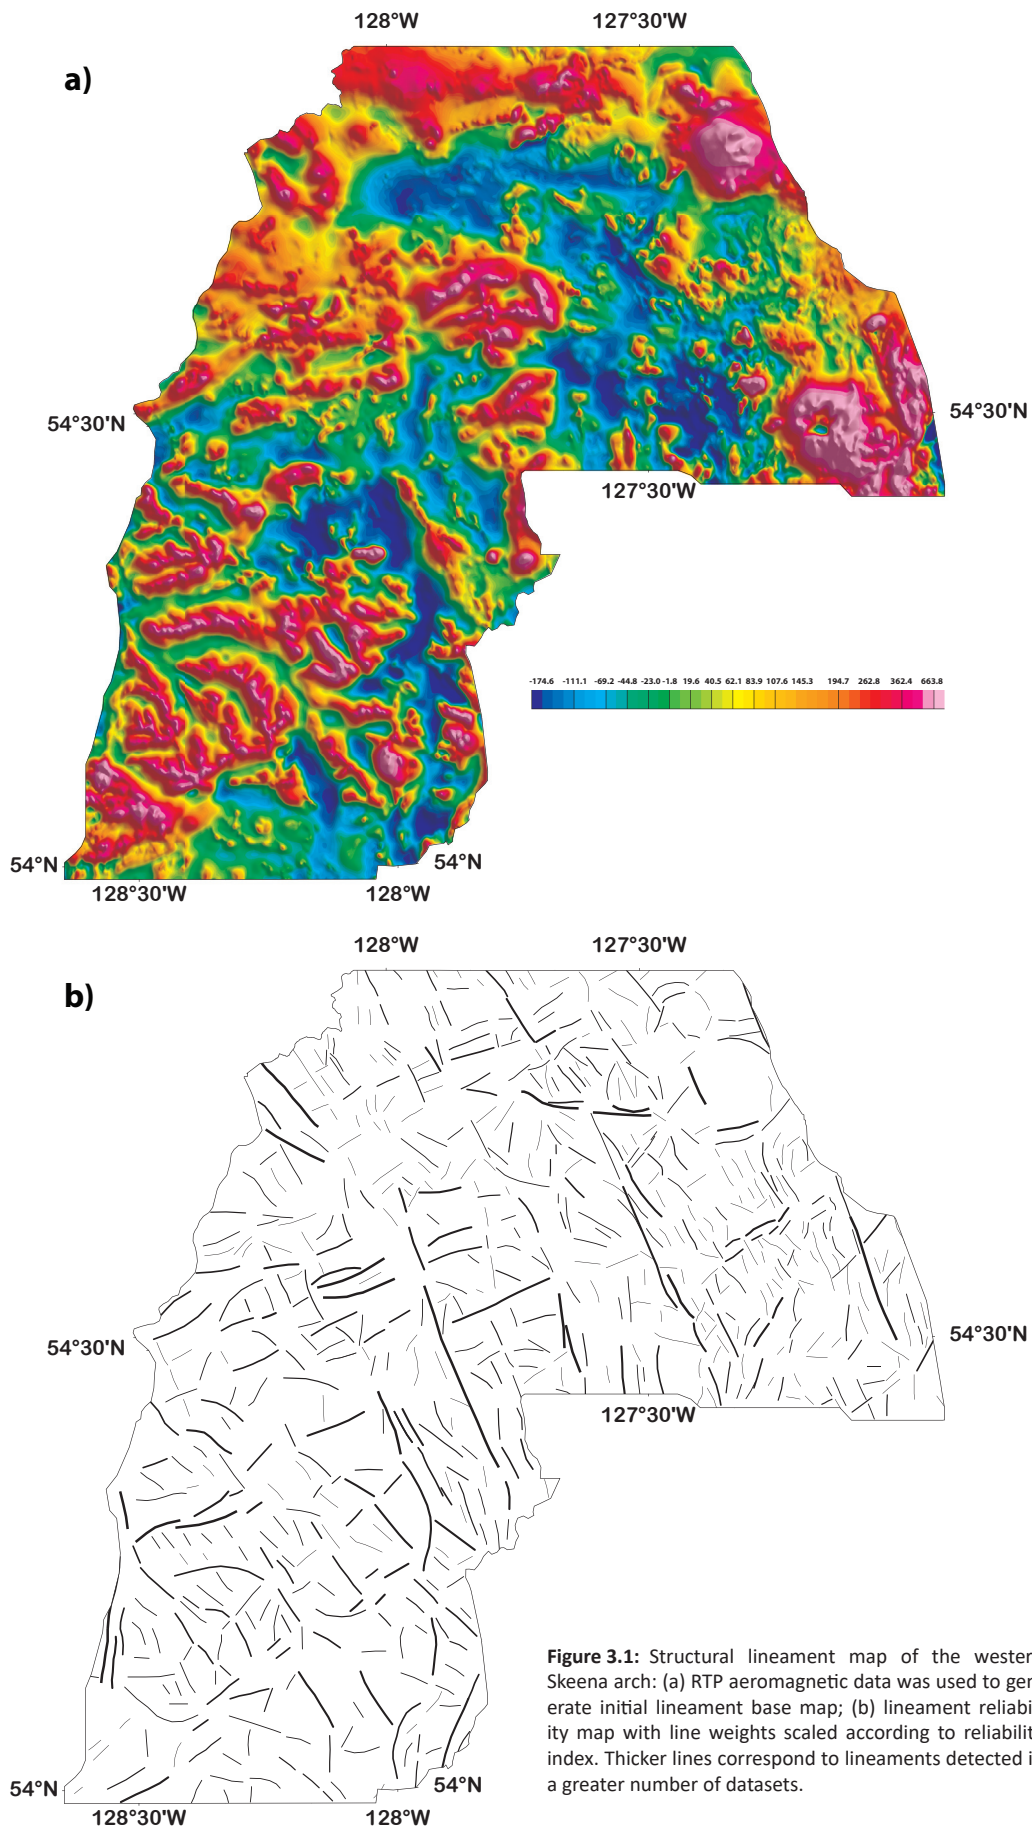 128°W 127°30'W
a)
54°30'N 54°30'N
127°30'W
-174.6 -111.1 -69.2 -44.8 -23.0 -1.8 19.6 40.5 62.1 83.9 107.6 145.3 194.7 262.8 362.4 663.8
54°N 54°N
128°30'W 128°W
128°W 127°30'W
b)
54°30'N 54°30'N
127°30'W
Figure 3.1: Structural lineament map of the wester
Skeena arch: (a) RTP aeromagnetic data was used to gen
erate initial lineament base map; (b) lineament reliabi
ity map with line weights scaled according to reliabilit
index. Thicker lines correspond to lineaments detected i
a greater number of datasets.
54°N 54°N
128°30'W 128°W